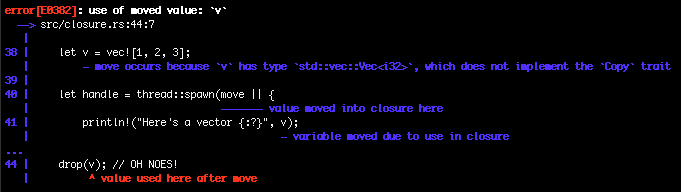 error[E0382]: use of moved value: `v`
--> src/closure.rs:44:7
|
38 | let v = vec![1, 2, 3];
| - move occurs because `v` has type `std::vec::Vec<i32>`, which does not implement the `Copy` trait
39 |
40 | let handle = thread::spawn(move || {
| ------- value moved into closure here
41 | println!("Here's a vector {:?}", v);
| - variable moved due to use in closure
...
44 | drop(v); // OH NOES!
| ^ value used here after move